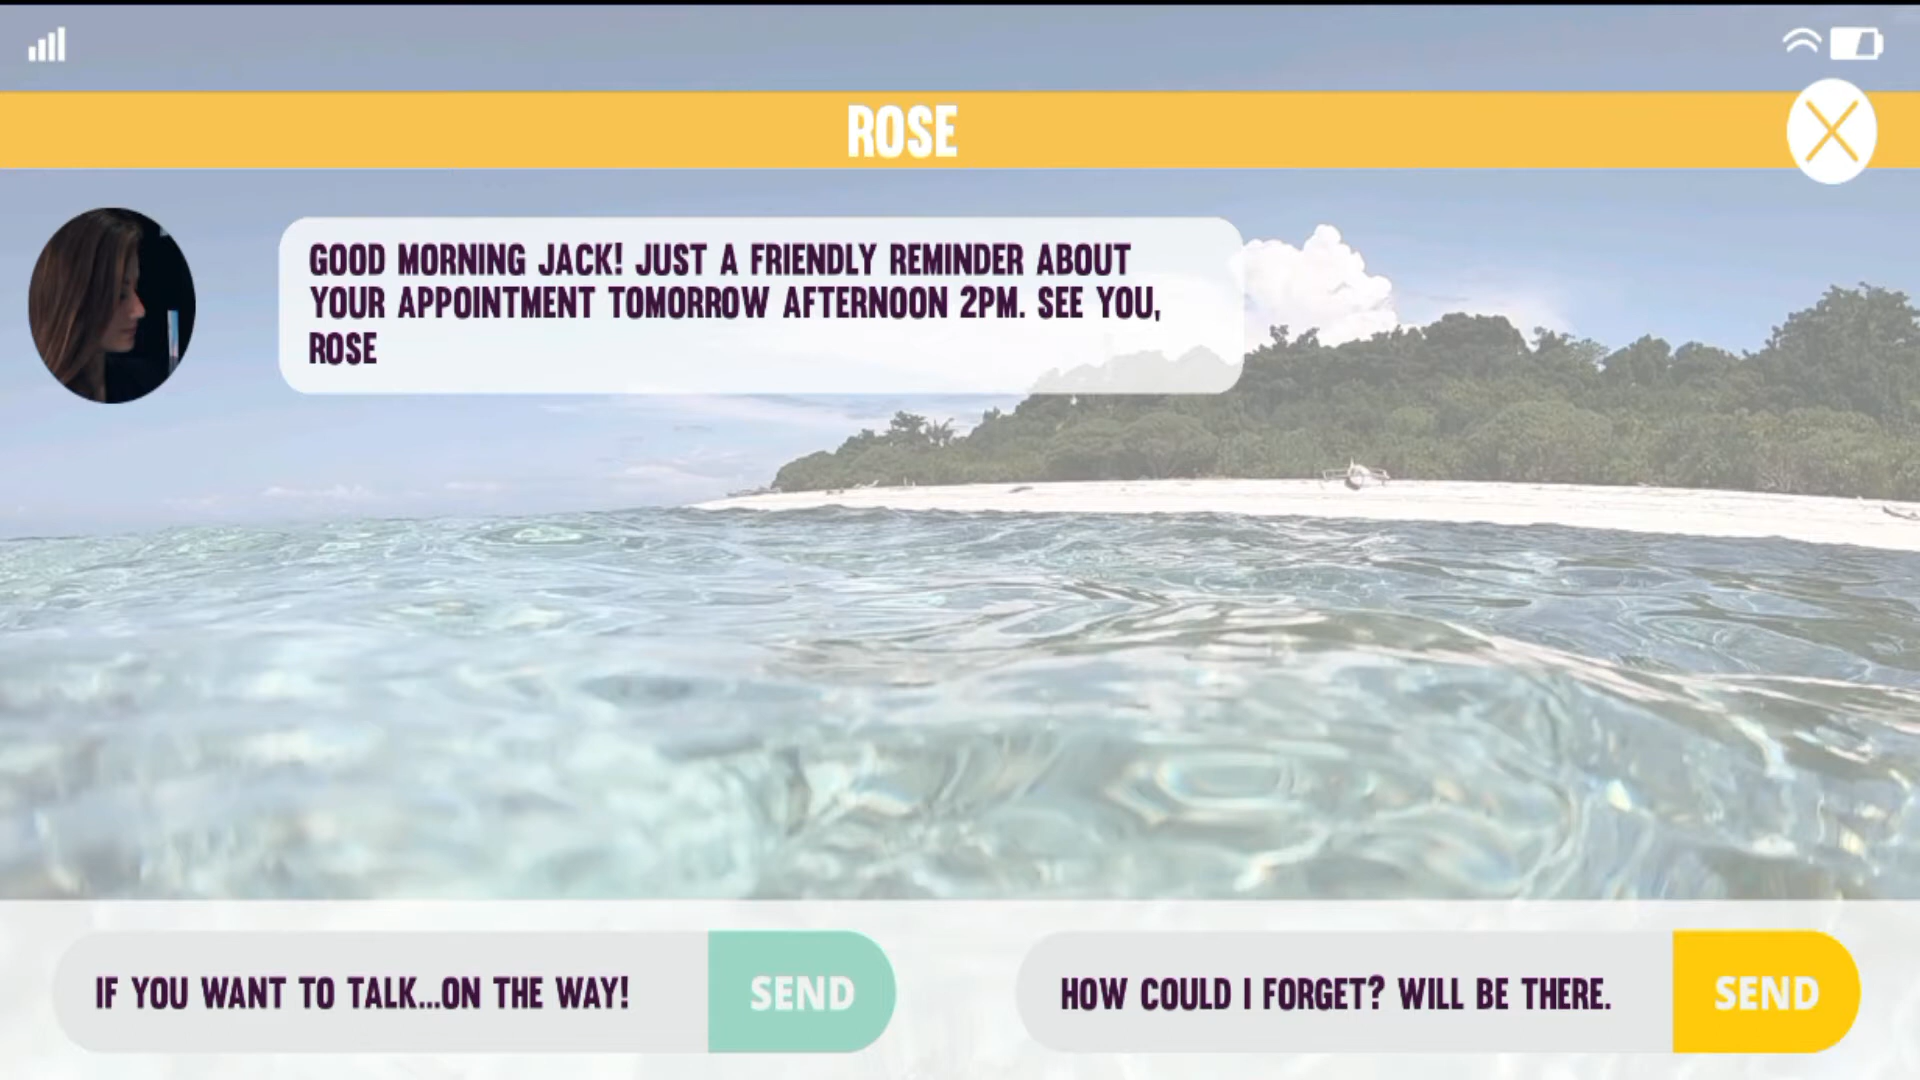 ROSE
GOOD MORNING JACK! JUST A FRIENDLY REMINDER ABOUT
YOUR APPOINTMENT TOMORROW AFTERNOON 2PM. SEE YOU,
ROSE
IF YOU WANT TO TALK...ON THE WAY! SEND
HOW COULD I FORGET? WILL BE THERE. SEND